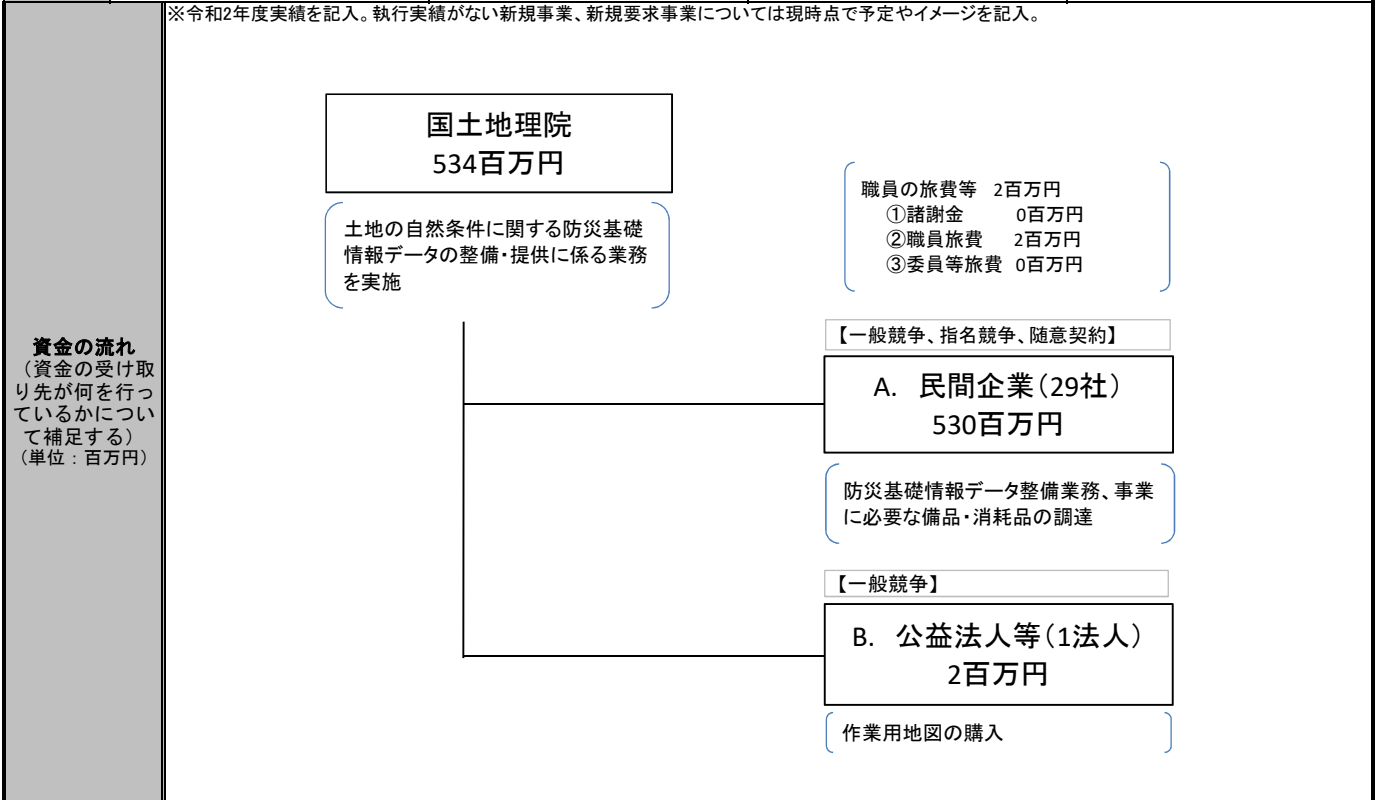 ※令和2年度実績を記入。執行実績がない新規事業、新規要求事業については現時点で予定やイメージを記入。
資金の流れ
（資金の受け取
り先が何を行っ
ているかについ
て補足する）
（単位：百万円）
国土地理院
534百万円
土地の自然条件に関する防災基礎
情報データの整備・提供に係る業務
を実施
職員の旅費等 2百万円
①諸謝金 0百万円
②職員旅費 2百万円
③委員等旅費 0百万円
【一般競争、指名競争、随意契約】
A. 民間企業（29社）
530百万円
防災基礎情報データ整備業務、事業
に必要な備品・消耗品の調達
【一般競争】
B. 公益法人等（1法人）
2百万円
作業用地図の購入